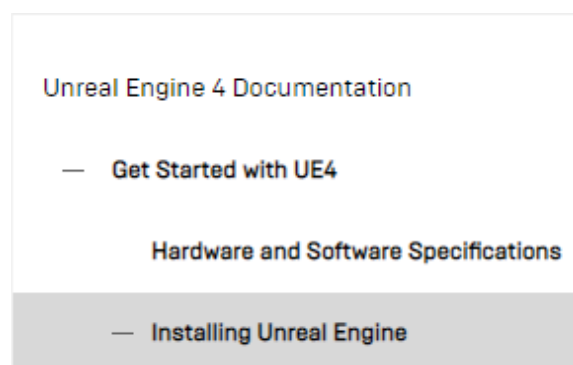 Unreal Engine 4 Documentation
— Get Started with UE4
Hardware and Software Specifications
— Installing Unreal Engine